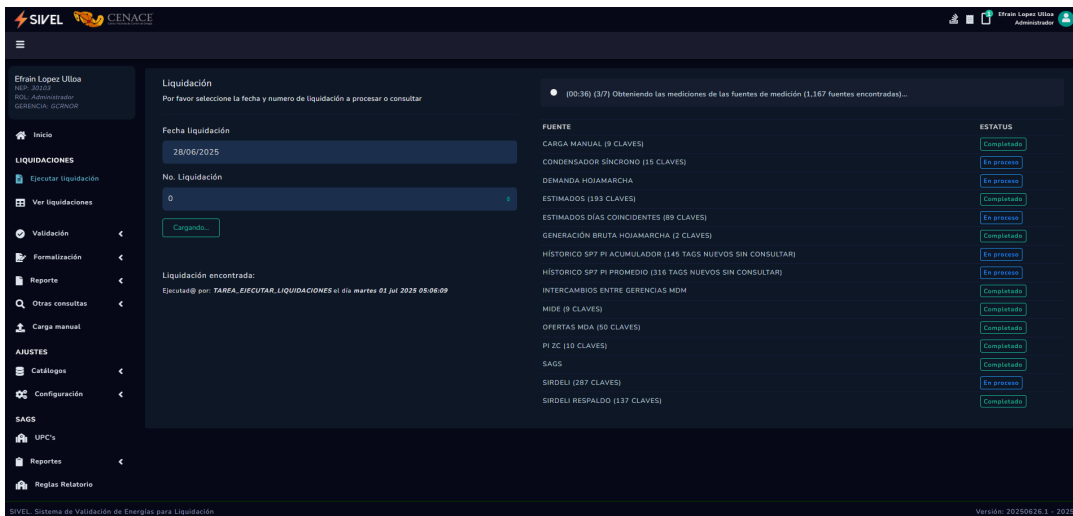 SIVEL CENACE
Efrain Lopez Ulloa
Administrador
Efrain Lopez Ulloa
NEP: 30103
ROL: Administrador
GERENCIA: GCRNOR
Inicio
LIQUIDACIONES
Ejecutar liquidación
Ver liquidaciones
Validación
Formalización
Reporte
Otras consultas
Carga manual
AJUSTES
Catálogos
Configuración
SAGS
UPC's
Reportes
Reglas Relatorio
Liquidación
Por favor seleccione la fecha y numero de liquidación a procesar o consultar
Fecha liquidación
28/06/2025
No. Liquidación
0
Cargando...
Liquidación encontrada:
Ejecutad@ por: TAREA_EJECUTAR_LIQUIDACIONES el día martes 01 jul 2025 05:06:09
(00:36) (3/7) Obteniendo las mediciones de las fuentes de medición (1,167 fuentes encontradas)...
FUENTE ESTATUS
CARGA MANUAL (9 CLAVES) Completado
CONDENSADOR SÍNCRONO (15 CLAVES) En proceso
DEMANDA HOJAMARCHA En proceso
ESTIMADOS (193 CLAVES) Completado
ESTIMADOS DÍAS COINCIDENTES (89 CLAVES) En proceso
GENERACIÓN BRUTA HOJAMARCHA (2 CLAVES) Completado
HÍSTORICO SP7 PI ACUMULADOR (145 TAGS NUEVOS SIN CONSULTAR) En proceso
HÍSTORICO SP7 PI PROMEDIO (316 TAGS NUEVOS SIN CONSULTAR) En proceso
INTERCAMBIOS ENTRE GERENCIAS MDM Completado
MIDE (9 CLAVES) Completado
OFERTAS MDA (50 CLAVES) Completado
PI ZC (10 CLAVES) Completado
SAGS Completado
SIRDELI (287 CLAVES) En proceso
SIRDELI RESPALDO (137 CLAVES) Completado
SIVEL. Sistema de Validación de Energías para Liquidación
Versión: 20250626.1 - 2025